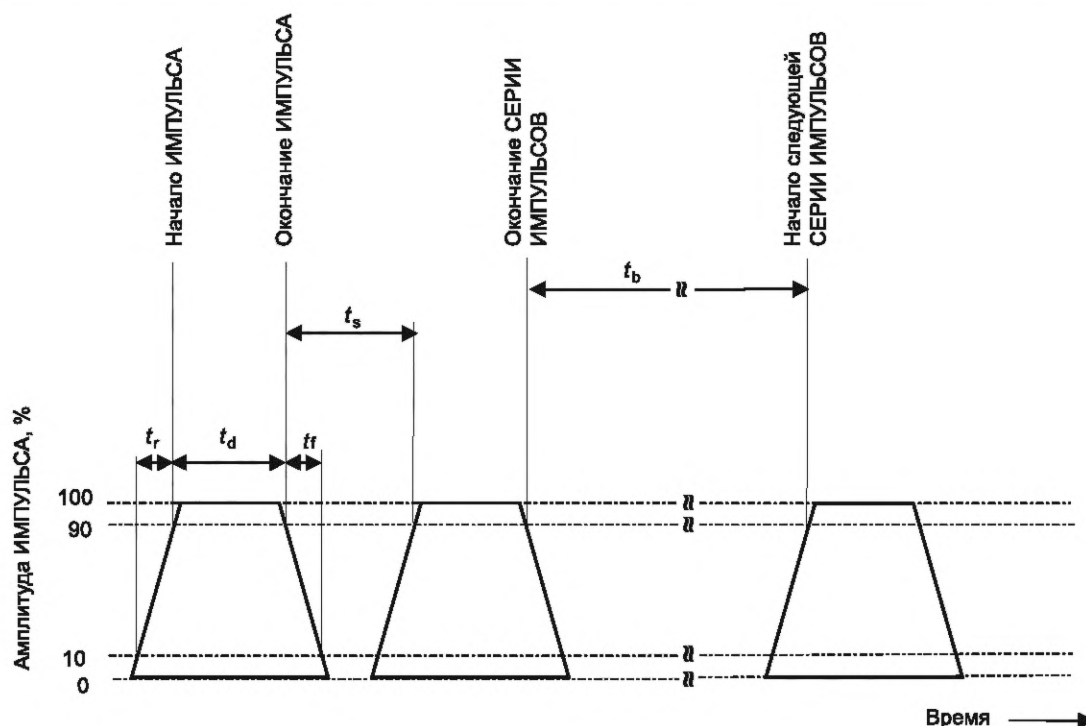 Начало ИМПУЛЬСА
Окончание ИМПУЛЬСА
Окончание СЕРИИ
ИМПУЛЬСОВ
Начало следующей
СЕРИИ ИМПУЛЬСОВ
tb
ts
tr
td
tf
Амплитуда ИМПУЛЬСА, %
100
90
10
0
Время